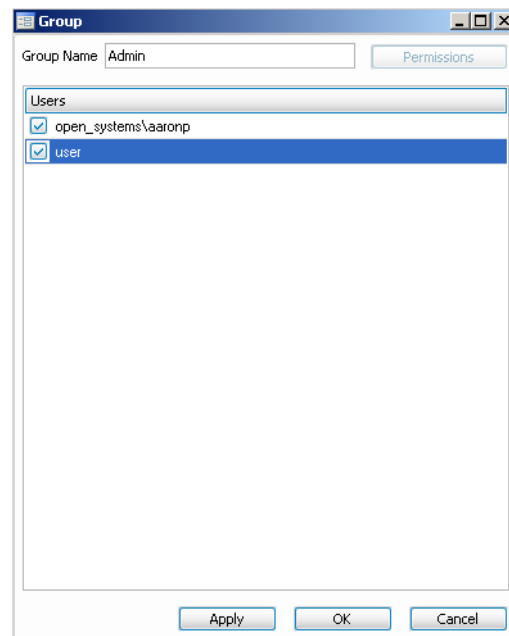 Group
Group Name Admin Permissions
Users
open_systems\aaronp
user
Apply OK Cancel